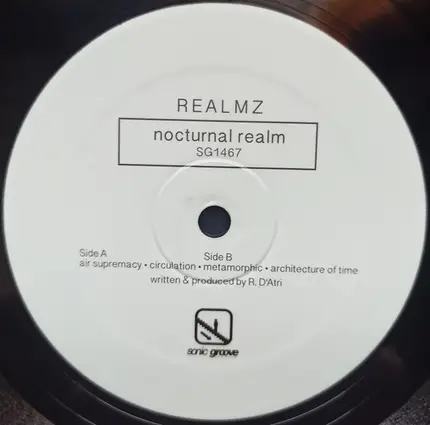 REALMZ
nocturnal realm
SG1467
Side A Side B
air supremacy • circulation • metamorphic • architecture of time
written & produced by R. D'Atri
sonic groove